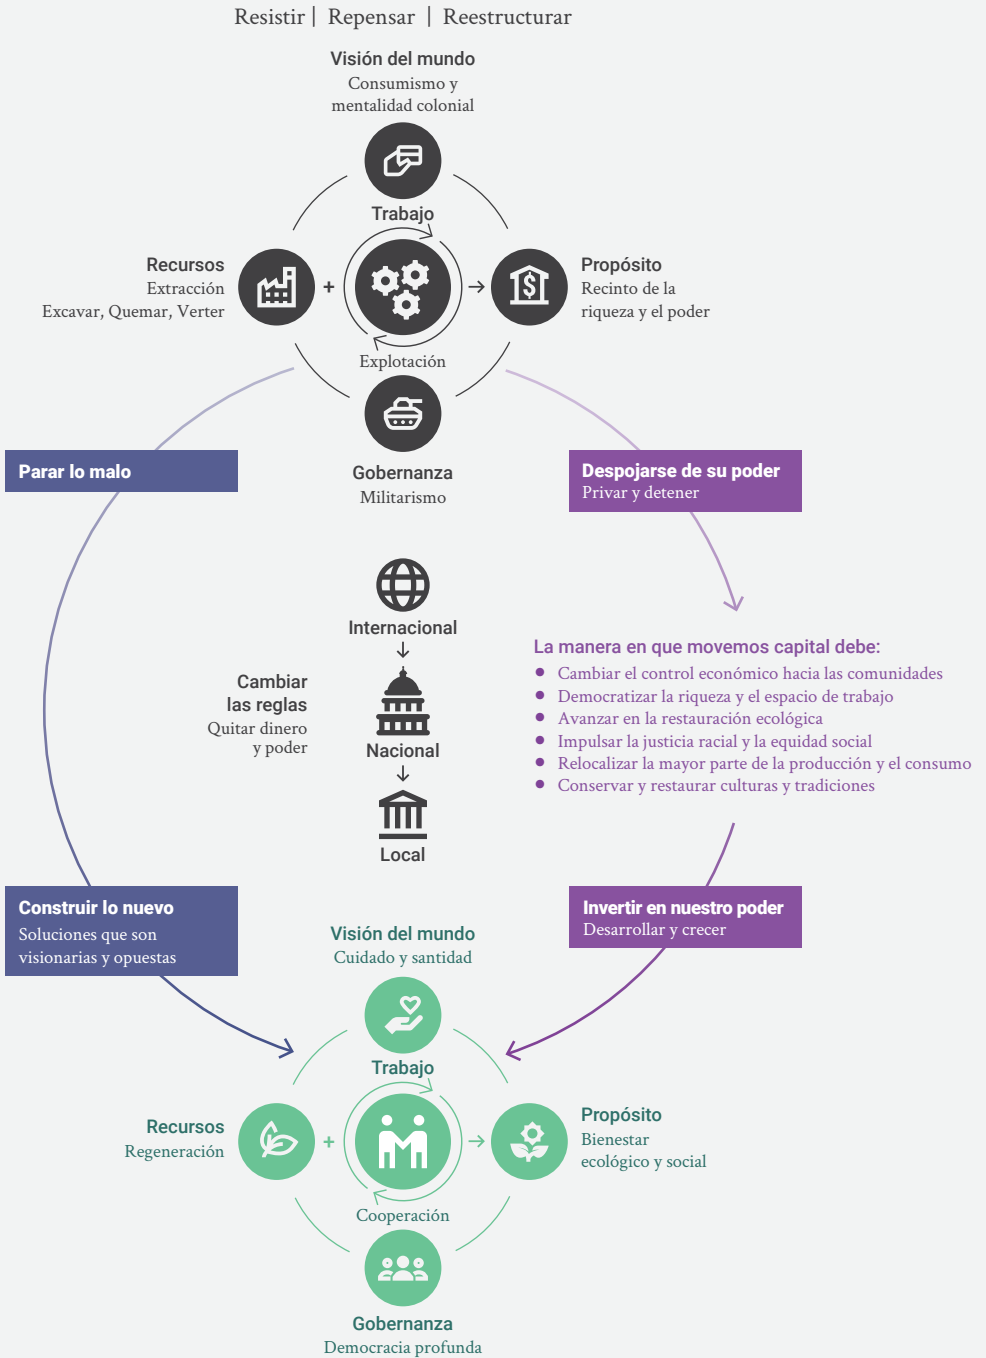 Resistir | Repensar | Reestructurar
Visión del mundo
Consumismo y
mentalidad colonial
Trabajo
Recursos
Extracción
Excavar, Quemar, Verter
+
Propósito
Recinto de la
riqueza y el poder
Explotación
Gobernanza
Militarismo
Parar lo malo
Despojarse de su poder
Privar y detener
Internacional
Cambiar
las reglas
Quitar dinero
y poder
Nacional
Local
La manera en que movemos capital debe:
● Cambiar el control económico hacia las comunidades
● Democratizar la riqueza y el espacio de trabajo
● Avanzar en la restauración ecológica
● Impulsar la justicia racial y la equidad social
● Relocalizar la mayor parte de la producción y el consumo
● Conservar y restaurar culturas y tradiciones
Construir lo nuevo
Soluciones que son
visionarias y opuestas
Invertir en nuestro poder
Desarrollar y crecer
Visión del mundo
Cuidado y santidad
Trabajo
Recursos
Regeneración
+
Propósito
Bienestar
ecológico y social
Cooperación
Gobernanza
Democracia profunda